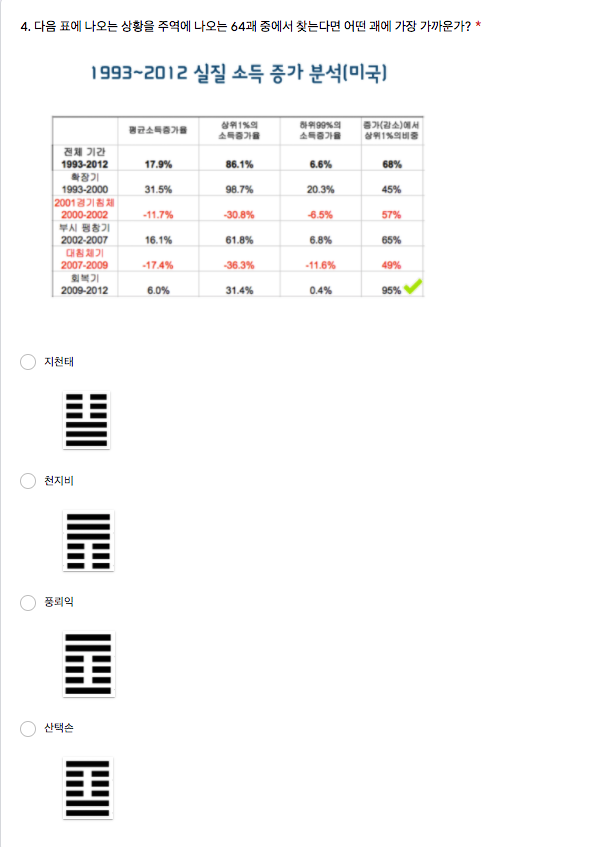 4. 다음 표에 나오는 상황을 주역에 나오는 64괘 중에서 찾는다면 어떤 괘에 가장 가까운가? *
1993~2012 실질 소득 증가 분석(미국)
평균소득증가율 상위1%의 소득증가율 하위99%의 소득증가율 증가(감소)에서 상위1%의비중
전체 기간
1993-2012 17.9% 86.1% 6.6% 68%
확장기
1993-2000 31.5% 98.7% 20.3% 45%
2001경기침체
2000-2002 -11.7% -30.8% -6.5% 57%
부시 팽창기
2002-2007 16.1% 61.8% 6.8% 65%
대침체기
2007-2009 -17.4% -36.3% -11.6% 49%
회복기
2009-2012 6.0% 31.4% 0.4% 95%
지천태
천지비
풍뢰익
산택손